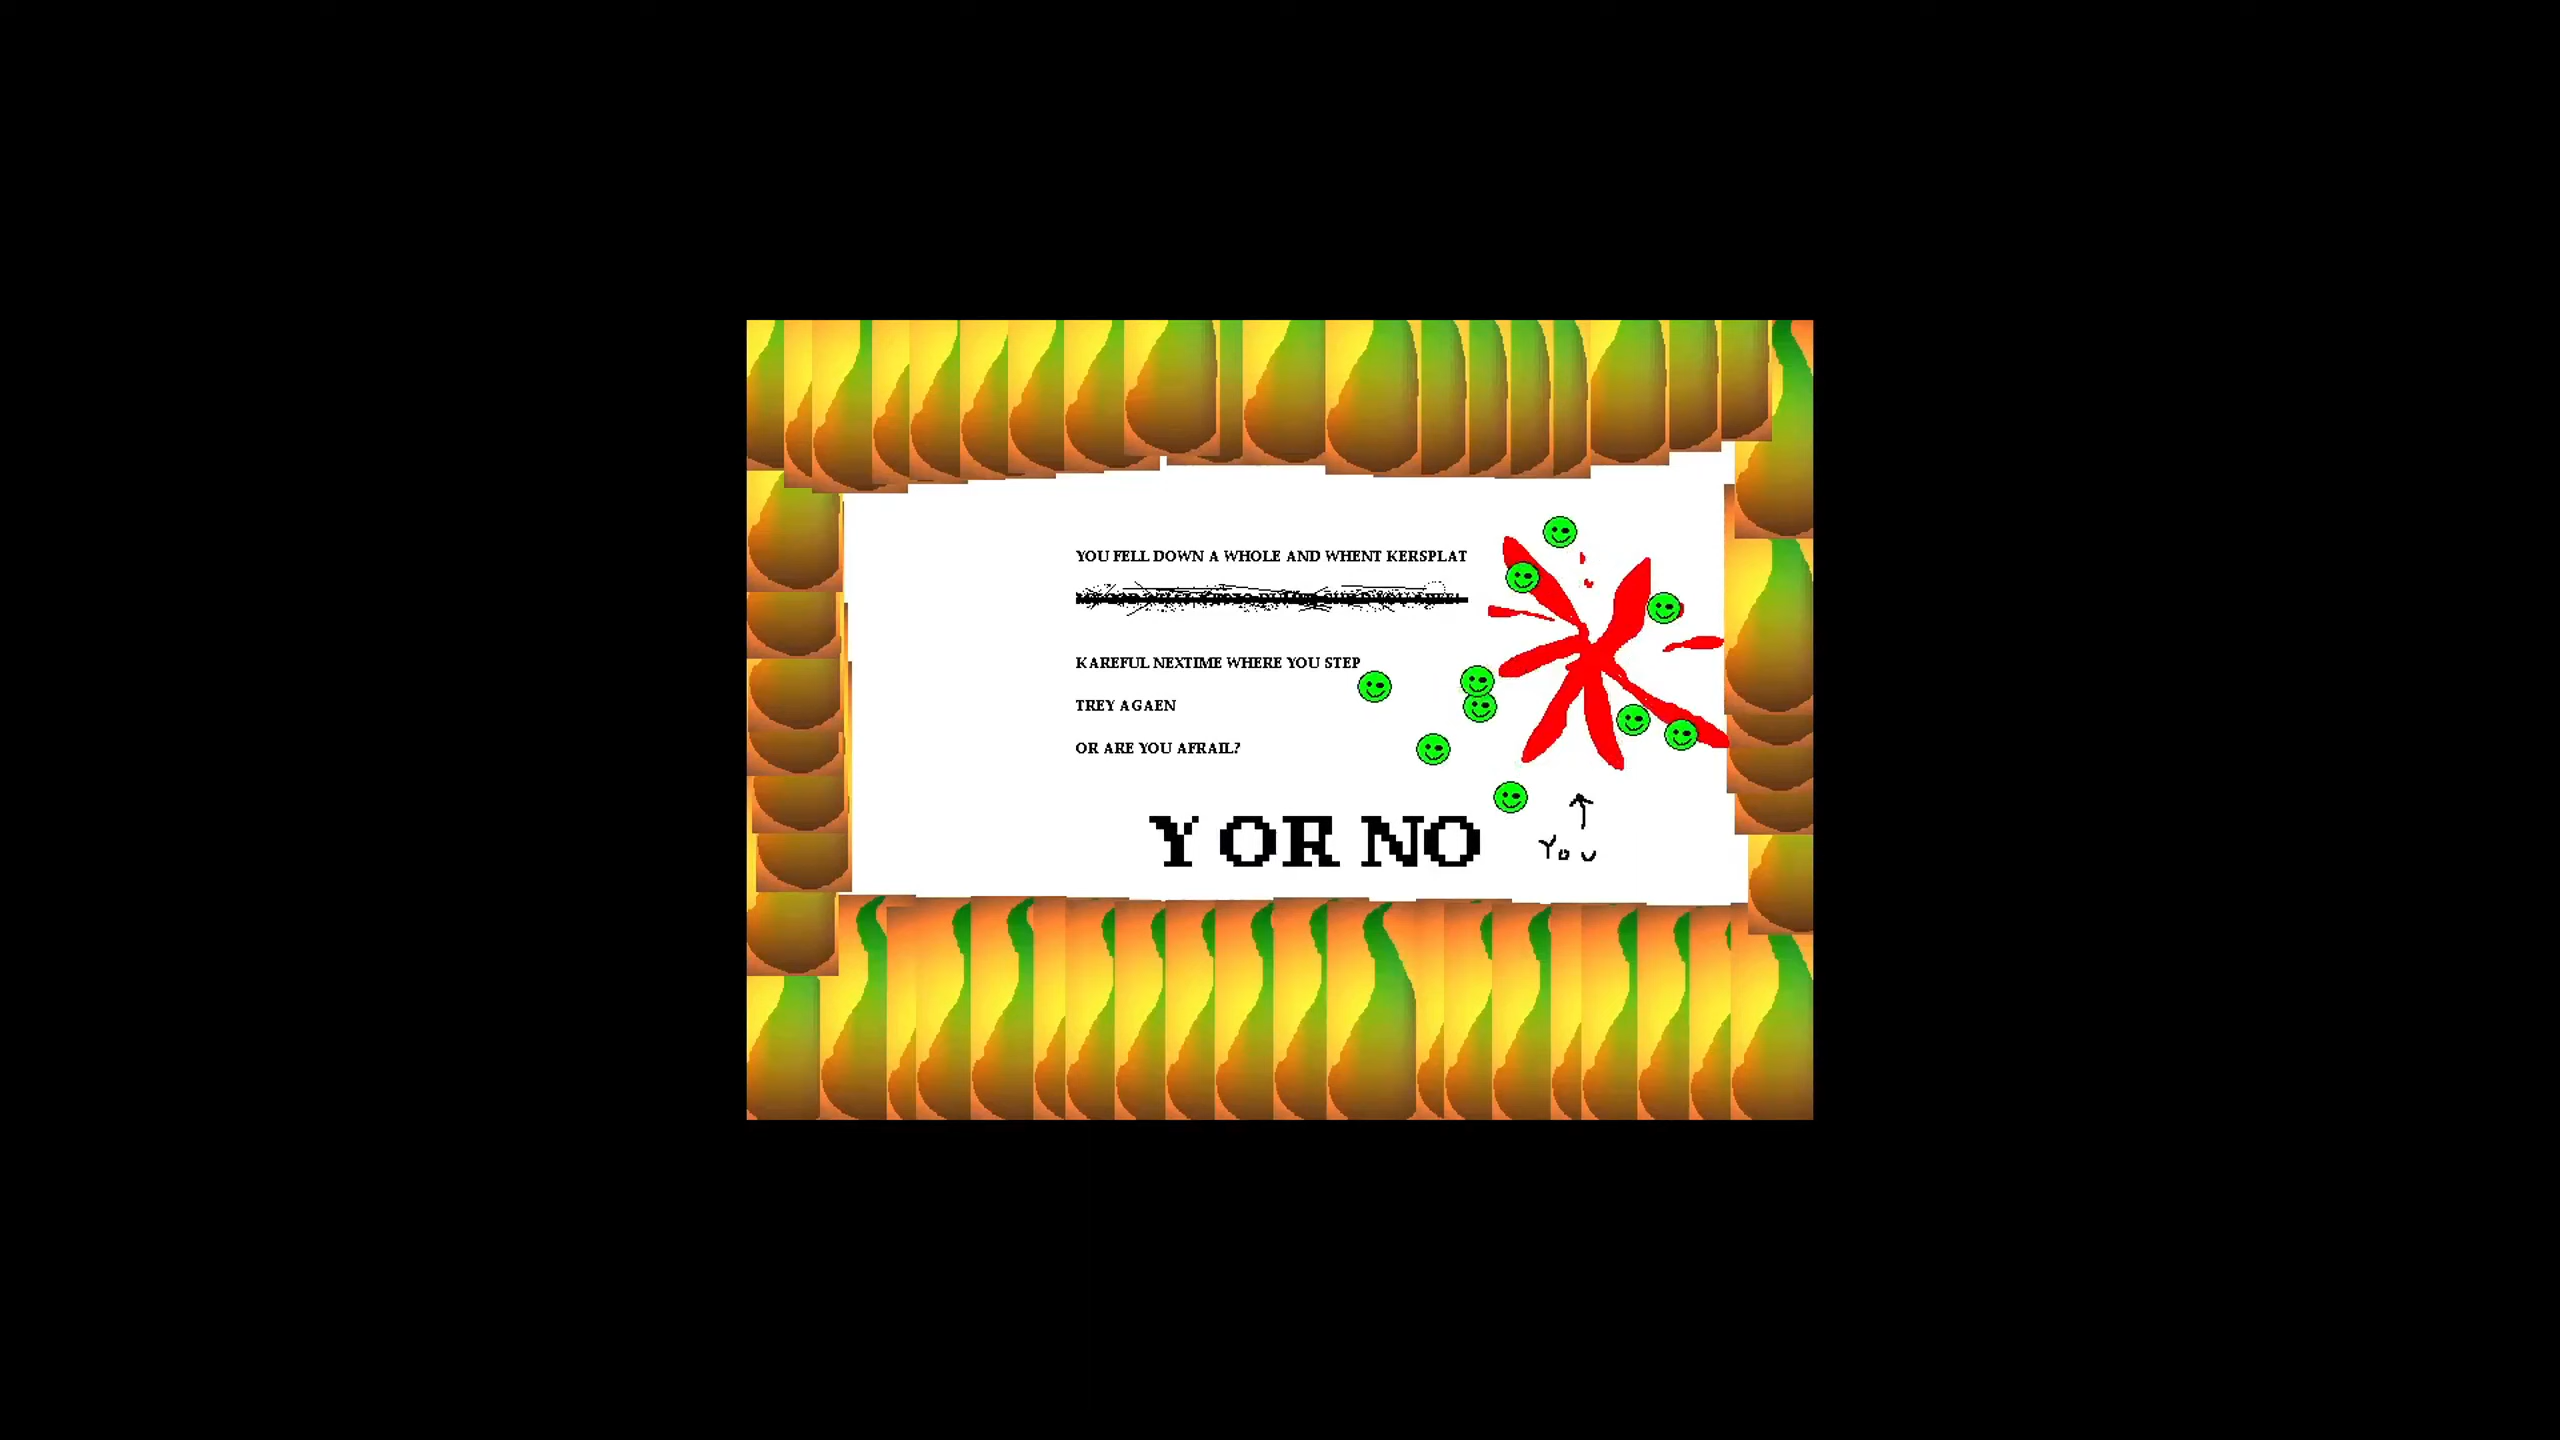 YOU FELL DOWN A WHOLE AND WHENT KERSPLAT
KAREFUL NEXTIME WHERE YOU STEP
TREY AGAEN
OR ARE YOU AFRAIL?
Y OR NO
You